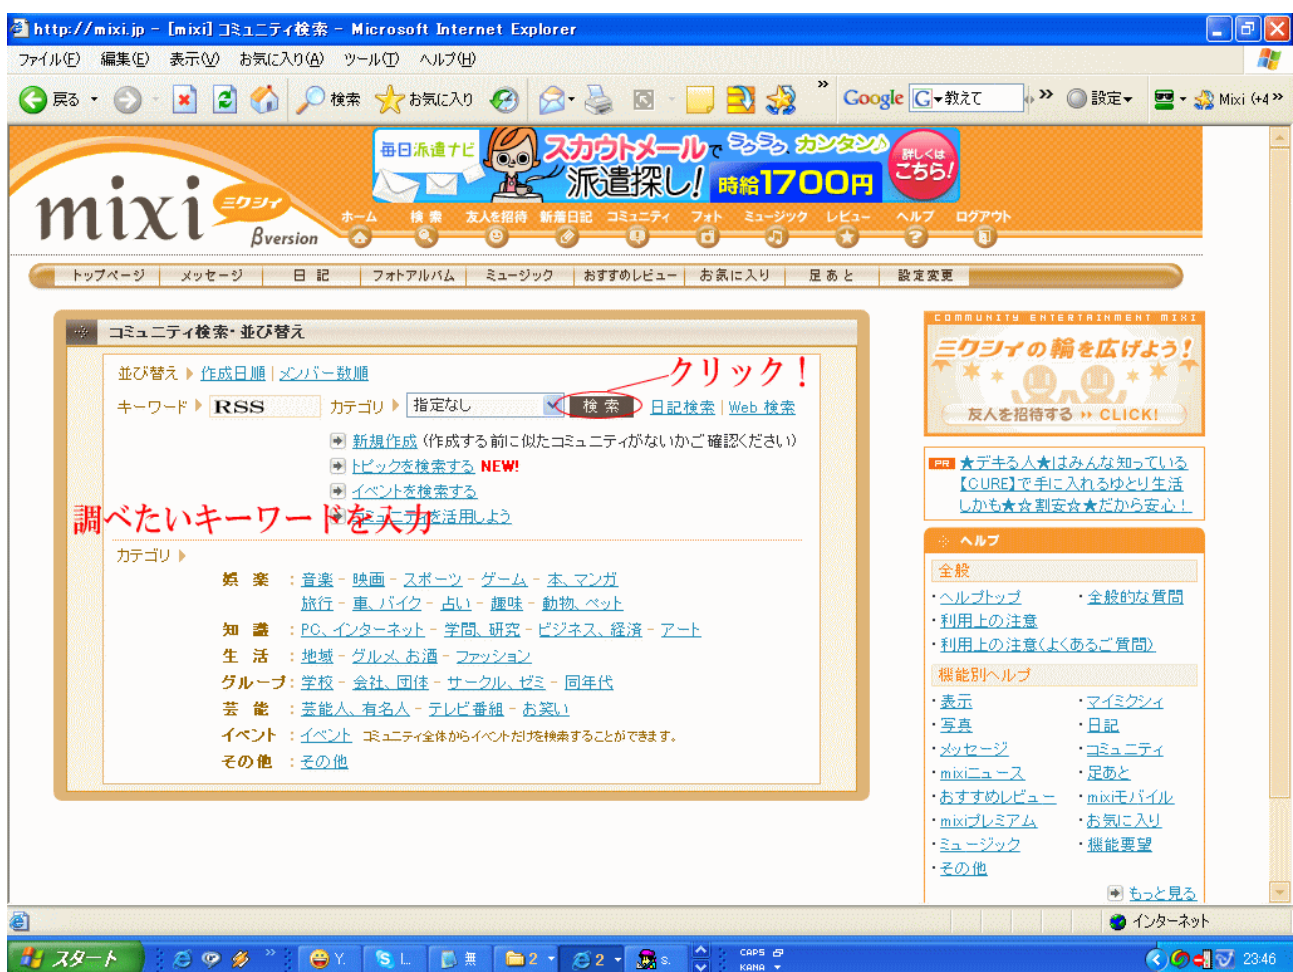 http://mixi.jp - [mixi] コミュニティ検索 - Microsoft Internet Explorer
ファイル(F) 編集(E) 表示(V) お気に入り(A) ツール(T) ヘルプ(H)
戻る 検索 お気に入り » Google G 教えて » 設定 Mixi (+4 »
毎日派遣ナビ スカウトメールで ラクラク、カンタン♪
派遣探し! 時給1700円 詳しくはこちら!
mixi ミクシィ
βversion
ホーム 検索 友人を招待 新着日記 コミュニティ フォト ミュージック レビュー ヘルプ ログアウト
トップページ メッセージ 日記 フォトアルバム ミュージック おすすめレビュー お気に入り 足あと 設定変更
コミュニティ検索・並び替え
並び替え 作成日順 | メンバー数順
クリック!
キーワード RSS カテゴリ 指定なし 検索 日記検索 | Web 検索
新規作成 (作成する前に似たコミュニティがないかご確認ください)
トピックを検索する NEW!
イベントを検索する
コミュニティを活用しよう
調べたいキーワードを入力
カテゴリ
娯楽 : 音楽 - 映画 - スポーツ - ゲーム - 本、マンガ
旅行 - 車、バイク - 占い - 趣味 - 動物、ペット
知識 : PC、インターネット - 学問、研究 - ビジネス、経済 - アート
生活 : 地域 - グルメ、お酒 - ファッション
グループ : 学校 - 会社、団体 - サークル、ゼミ - 同年代
芸能 : 芸能人、有名人 - テレビ番組 - お笑い
イベント : イベント コミュニティ全体からイベントだけを検索することができます。
その他 : その他
COMMUNITY ENTERTAINMENT MIXI
ミクシィの輪を広げよう!
友人を招待する ›› CLICK!
PR ★デキる人★はみんな知っている
【CURE】で手に入れるゆとり生活
しかも★☆割安☆★だから安心!
ヘルプ
全般
・ヘルプトップ ・全般的な質問
・利用上の注意
・利用上の注意(よくあるご質問)
機能別ヘルプ
・表示 ・マイミクシィ
・写真 ・日記
・メッセージ ・コミュニティ
・mixiニュース ・足あと
・おすすめレビュー ・mixiモバイル
・mixiプレミアム ・お気に入り
・ミュージック ・機能要望
・その他
もっと見る
インターネット
スタート » Y. L. 無 2 2 s. CAPS KANA 23:46